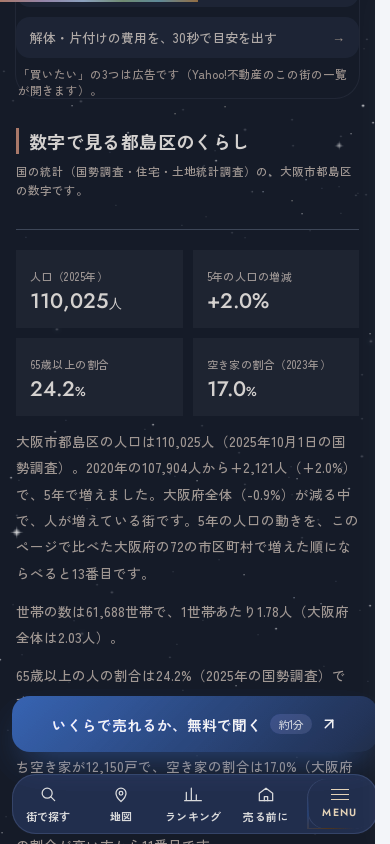 解体・片付けの費用を、30秒で目安を出す →
「買いたい」の3つは広告です（Yahoo!不動産のこの街の一覧
が開きます）。
数字で見る都島区のくらし
国の統計（国勢調査・住宅・土地統計調査）の、大阪市都島区
の数字です。
人口（2025年）
110,025人
5年の人口の増減
+2.0%
65歳以上の割合
24.2%
空き家の割合（2023年）
17.0%
大阪市都島区の人口は110,025人（2025年10月1日の国
勢調査）。2020年の107,904人から+2,121人（+2.0%）
で、5年で増えました。大阪府全体（-0.9%）が減る中
で、人が増えている街です。5年の人口の動きを、この
ページで比べた大阪府の72の市区町村で増えた順にな
らべると13番目です。
世帯の数は61,688世帯で、1世帯あたり1.78人（大阪府
全体は2.03人）。
65歳以上の人の割合は24.2%（2025年の国勢調査）で
いくらで売れるか、無料で聞く 約1分
ち空き家が12,150戸で、空き家の割合は17.0%（大阪府
街で探す
地図
ランキング
売る前に
MENU